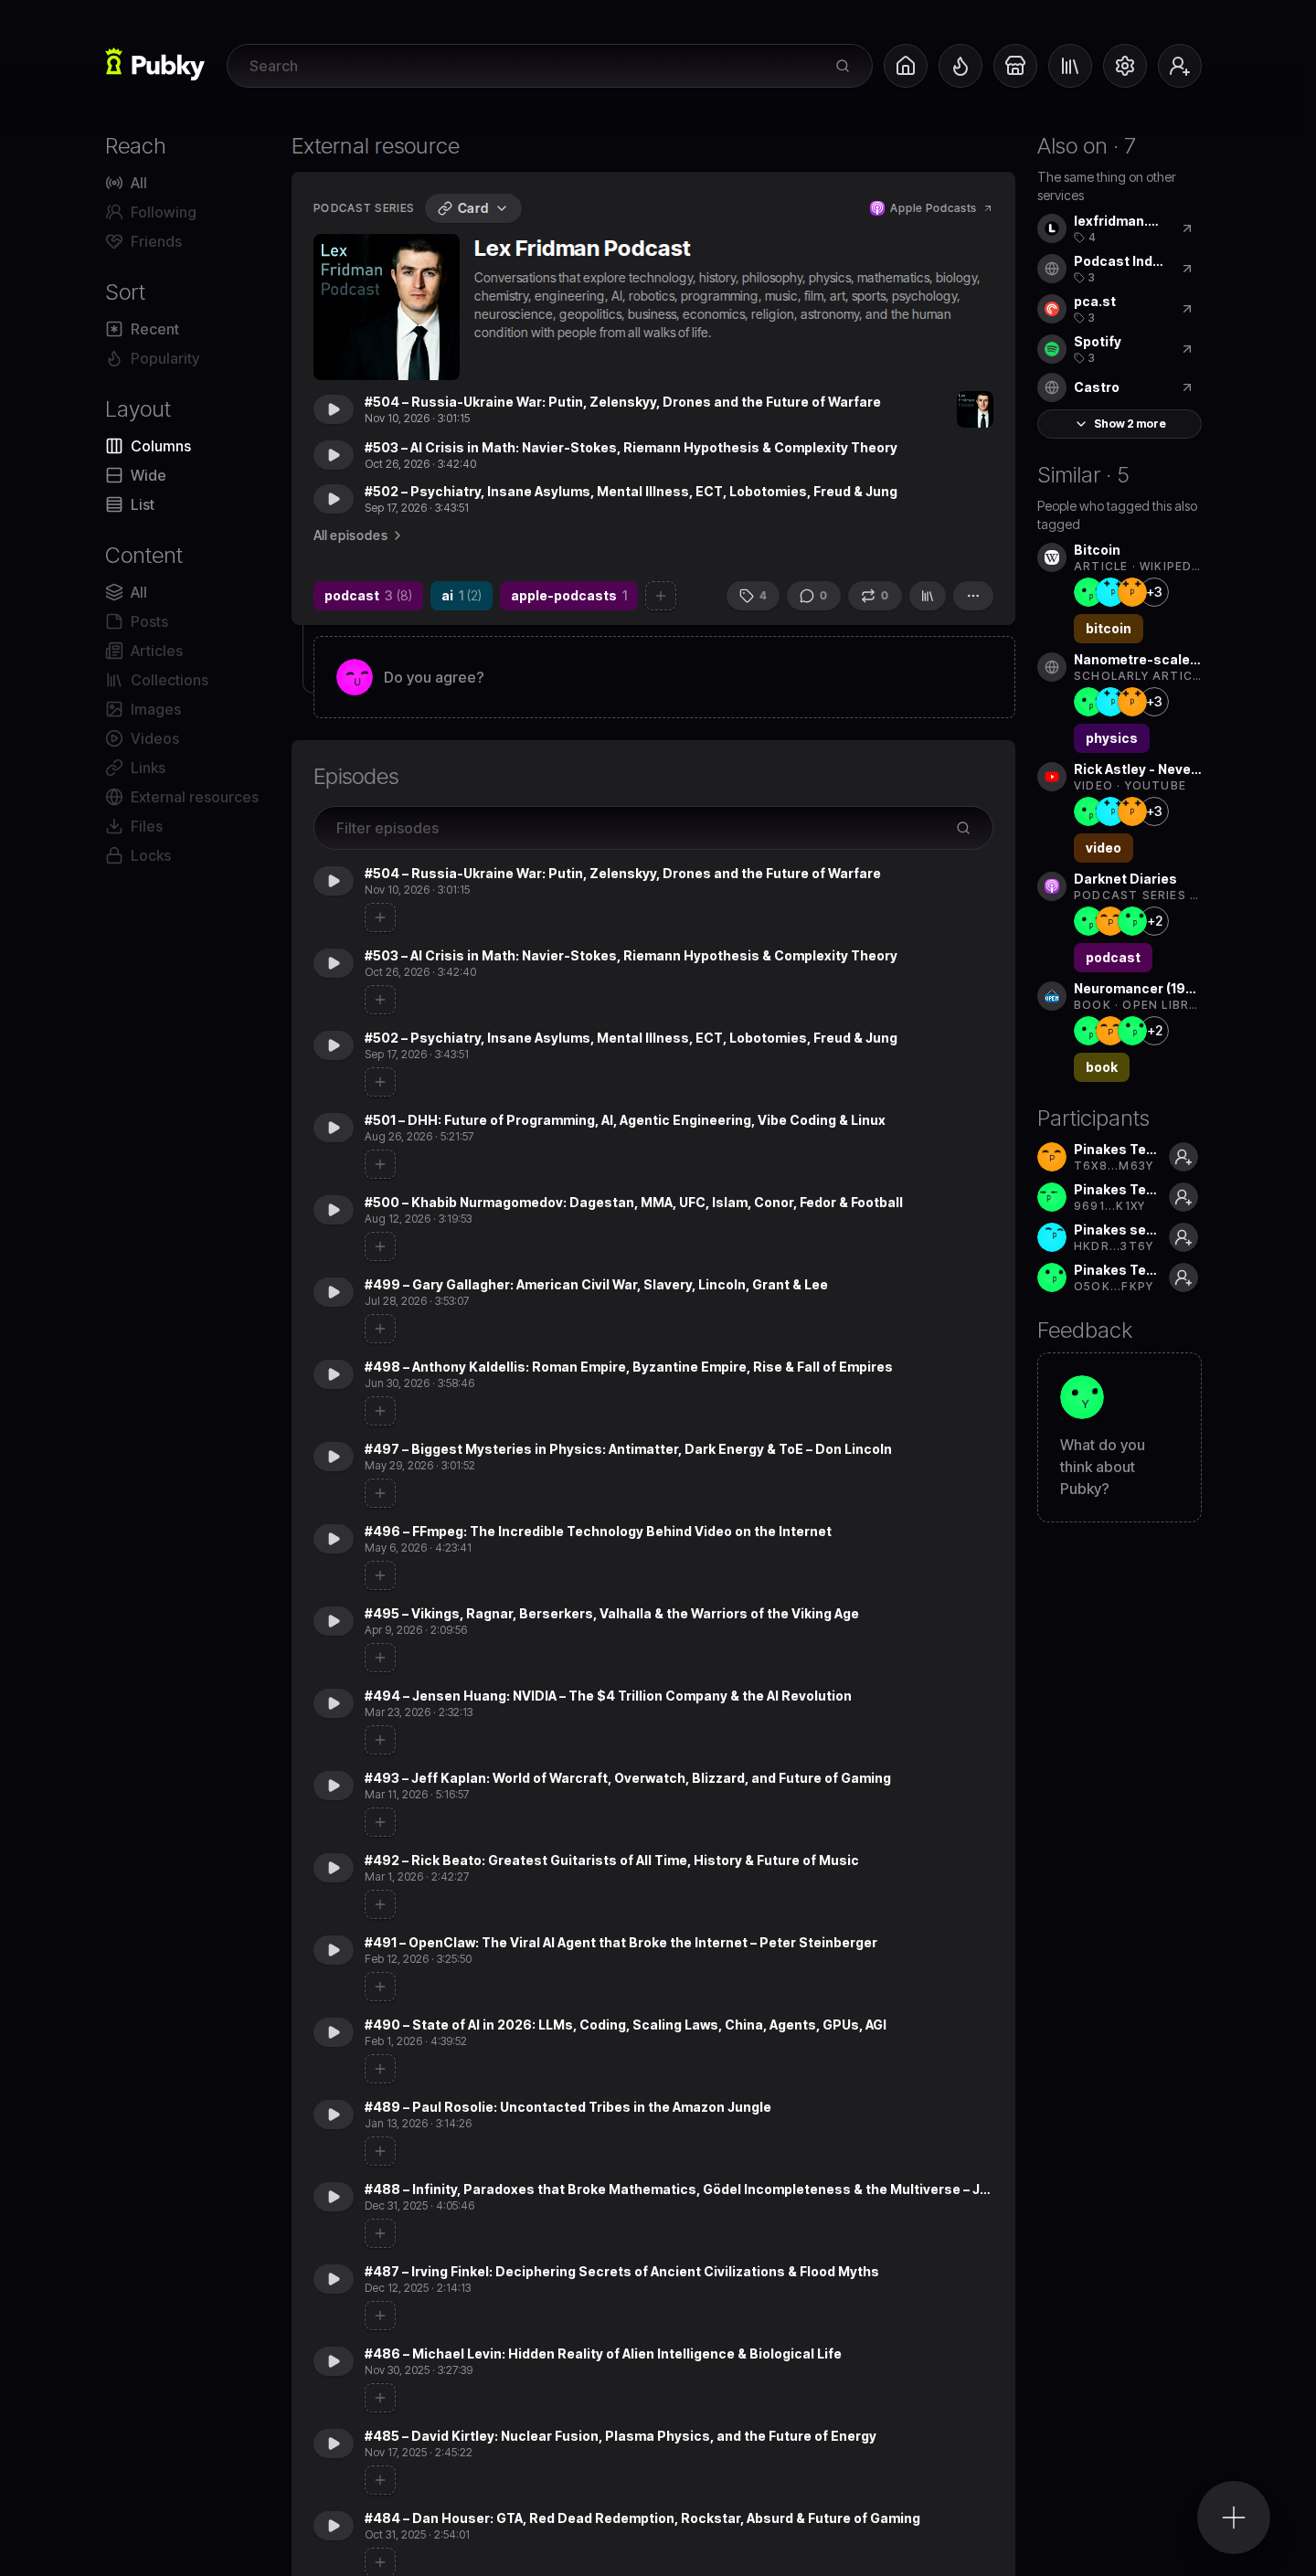 Pubky
Search
Reach
All
Following
Friends
Sort
Recent
Popularity
Layout
Columns
Wide
List
Content
All
Posts
Articles
Collections
Images
Videos
Links
External resources
Files
Locks
External resource
PODCAST SERIES
Card
Apple Podcasts
Lex
Fridman
Podcast
Lex Fridman Podcast
Conversations that explore technology, history, philosophy, physics, mathematics, biology,
chemistry, engineering, AI, robotics, programming, music, film, art, sports, psychology,
neuroscience, geopolitics, business, economics, religion, astronomy, and the human
condition with people from all walks of life.
#504 – Russia-Ukraine War: Putin, Zelenskyy, Drones and the Future of Warfare
Nov 10, 2026 · 3:01:15
Lex
Fridman
Podcast
#503 – AI Crisis in Math: Navier-Stokes, Riemann Hypothesis & Complexity Theory
Oct 26, 2026 · 3:42:40
#502 – Psychiatry, Insane Asylums, Mental Illness, ECT, Lobotomies, Freud & Jung
Sep 17, 2026 · 3:43:51
All episodes
podcast 3 (8)
ai 1 (2)
apple-podcasts 1
4
0
0
Do you agree?
Episodes
Filter episodes
#504 – Russia-Ukraine War: Putin, Zelenskyy, Drones and the Future of Warfare
Nov 10, 2026 · 3:01:15
#503 – AI Crisis in Math: Navier-Stokes, Riemann Hypothesis & Complexity Theory
Oct 26, 2026 · 3:42:40
#502 – Psychiatry, Insane Asylums, Mental Illness, ECT, Lobotomies, Freud & Jung
Sep 17, 2026 · 3:43:51
#501 – DHH: Future of Programming, AI, Agentic Engineering, Vibe Coding & Linux
Aug 26, 2026 · 5:21:57
#500 – Khabib Nurmagomedov: Dagestan, MMA, UFC, Islam, Conor, Fedor & Football
Aug 12, 2026 · 3:19:53
#499 – Gary Gallagher: American Civil War, Slavery, Lincoln, Grant & Lee
Jul 28, 2026 · 3:53:07
#498 – Anthony Kaldellis: Roman Empire, Byzantine Empire, Rise & Fall of Empires
Jun 30, 2026 · 3:58:46
#497 – Biggest Mysteries in Physics: Antimatter, Dark Energy & ToE – Don Lincoln
May 29, 2026 · 3:01:52
#496 – FFmpeg: The Incredible Technology Behind Video on the Internet
May 6, 2026 · 4:23:41
#495 – Vikings, Ragnar, Berserkers, Valhalla & the Warriors of the Viking Age
Apr 9, 2026 · 2:09:56
#494 – Jensen Huang: NVIDIA – The $4 Trillion Company & the AI Revolution
Mar 23, 2026 · 2:32:13
#493 – Jeff Kaplan: World of Warcraft, Overwatch, Blizzard, and Future of Gaming
Mar 11, 2026 · 5:16:57
#492 – Rick Beato: Greatest Guitarists of All Time, History & Future of Music
Mar 1, 2026 · 2:42:27
#491 – OpenClaw: The Viral AI Agent that Broke the Internet – Peter Steinberger
Feb 12, 2026 · 3:25:50
#490 – State of AI in 2026: LLMs, Coding, Scaling Laws, China, Agents, GPUs, AGI
Feb 1, 2026 · 4:39:52
#489 – Paul Rosolie: Uncontacted Tribes in the Amazon Jungle
Jan 13, 2026 · 3:14:26
#488 – Infinity, Paradoxes that Broke Mathematics, Gödel Incompleteness & the Multiverse – J...
Dec 31, 2025 · 4:05:46
#487 – Irving Finkel: Deciphering Secrets of Ancient Civilizations & Flood Myths
Dec 12, 2025 · 2:14:13
#486 – Michael Levin: Hidden Reality of Alien Intelligence & Biological Life
Nov 30, 2025 · 3:27:39
#485 – David Kirtley: Nuclear Fusion, Plasma Physics, and the Future of Energy
Nov 17, 2025 · 2:45:22
#484 – Dan Houser: GTA, Red Dead Redemption, Rockstar, Absurd & Future of Gaming
Oct 31, 2025 · 2:54:01
Also on · 7
The same thing on other
services
L
lexfridman....
4
Podcast Ind...
3
pca.st
3
Spotify
3
Castro
Show 2 more
Similar · 5
People who tagged this also
tagged
W
Bitcoin
ARTICLE · WIKIPED...
P
P
P
+3
bitcoin
Nanometre-scale...
SCHOLARLY ARTIC...
P
P
P
+3
physics
Rick Astley - Neve...
VIDEO · YOUTUBE
P
P
P
+3
video
Darknet Diaries
PODCAST SERIES ...
P
P
P
+2
podcast
OPEN
Neuromancer (19...
BOOK · OPEN LIBR...
P
P
P
+2
book
Participants
P
Pinakes Te...
T6X8...M63Y
P
Pinakes Te...
9691...K1XY
P
Pinakes se...
HKDR...3T6Y
P
Pinakes Te...
O5OK...FKPY
Feedback
Y
What do you
think about
Pubky?